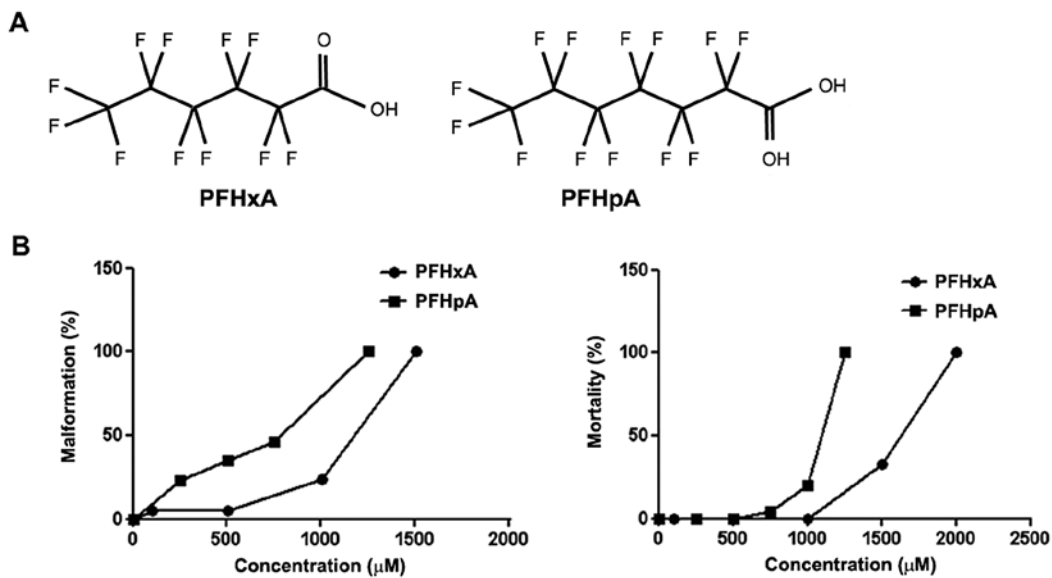 A
F F F F O
F
OH
F
F F F F F
PFHxA
F F F F F F
F OH
F
F F F F F OH
PFHpA
B
150
100
50
0
Malformation (%)
PFHxA
PFHpA
0 500 1000 1500 2000
Concentration (μM)
150
100
50
0
Mortality (%)
PFHxA
PFHpA
0 500 1000 1500 2000 2500
Concentration (μM)